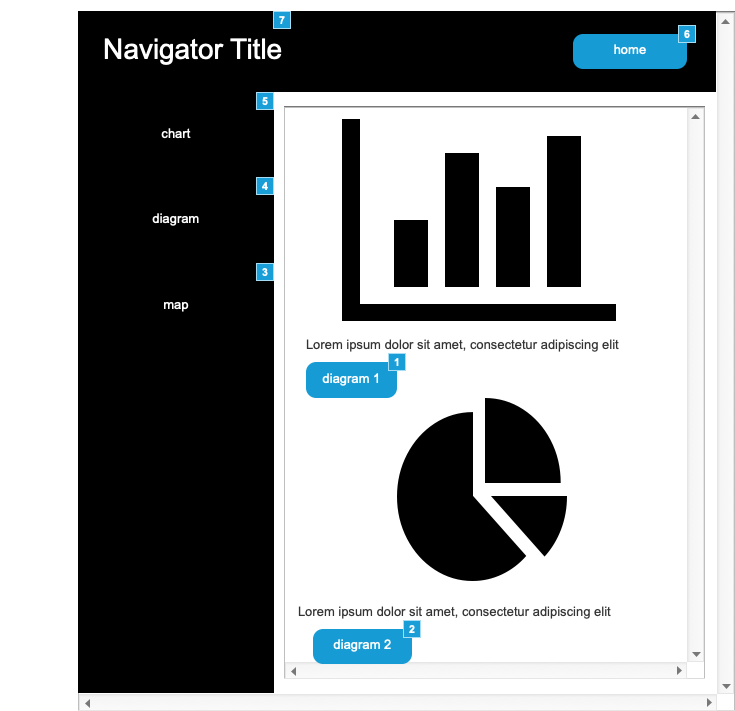 7
Navigator Title
6
home
5
chart
4
diagram
3
map
Lorem ipsum dolor sit amet, consectetur adipiscing elit
1
diagram 1
Lorem ipsum dolor sit amet, consectetur adipiscing elit
2
diagram 2